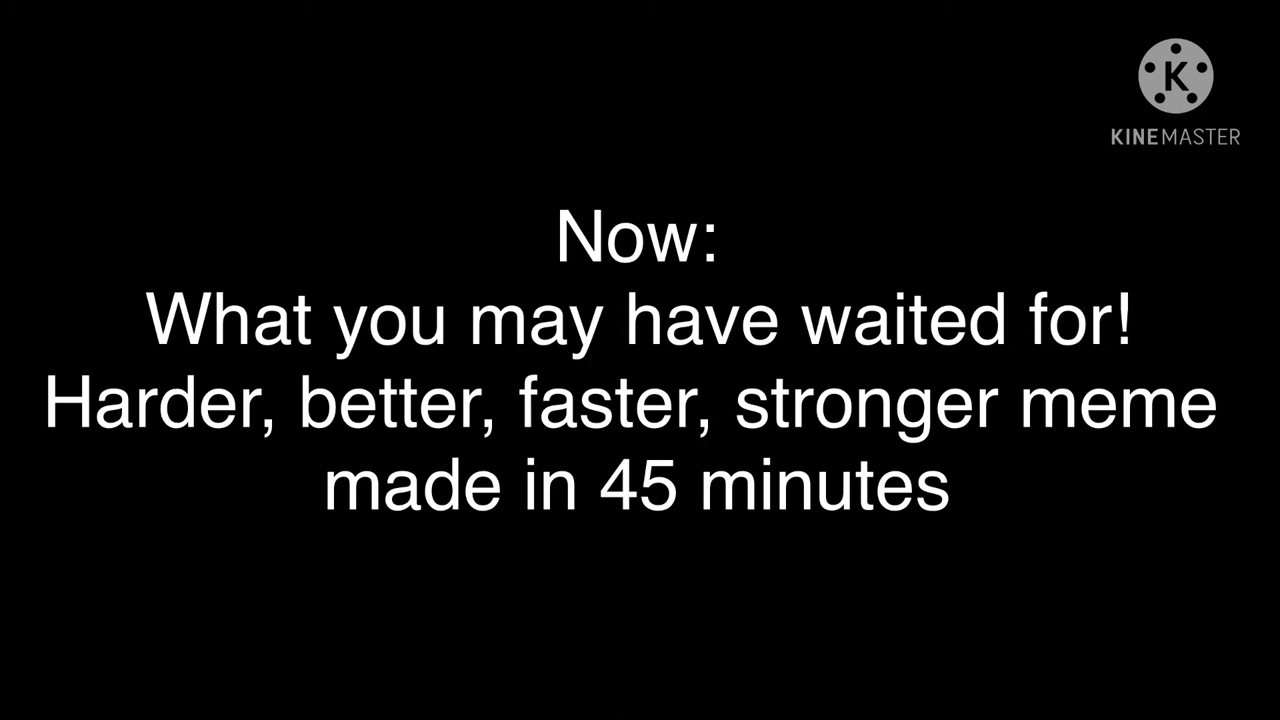 K
KINEMASTER
Now:
What you may have waited for!
Harder, better, faster, stronger meme
made in 45 minutes